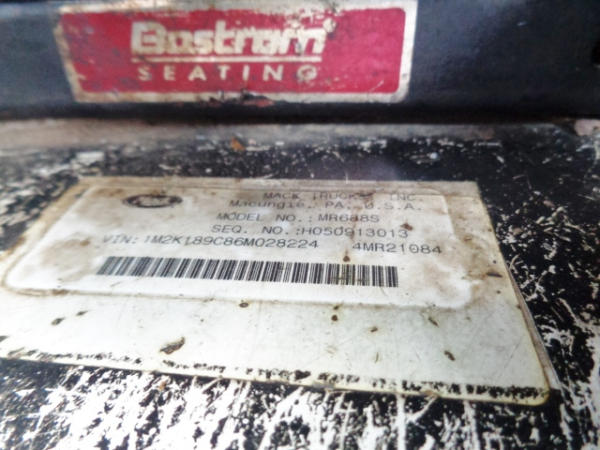 Bostrom
SEATING
MACK TRUCKS, INC.
Macungie, PA, U.S.A.
MODEL NO.: MR688S
SEQ. NO.: H050913013
VIN: 1M2K189C86M028224 4MR21084